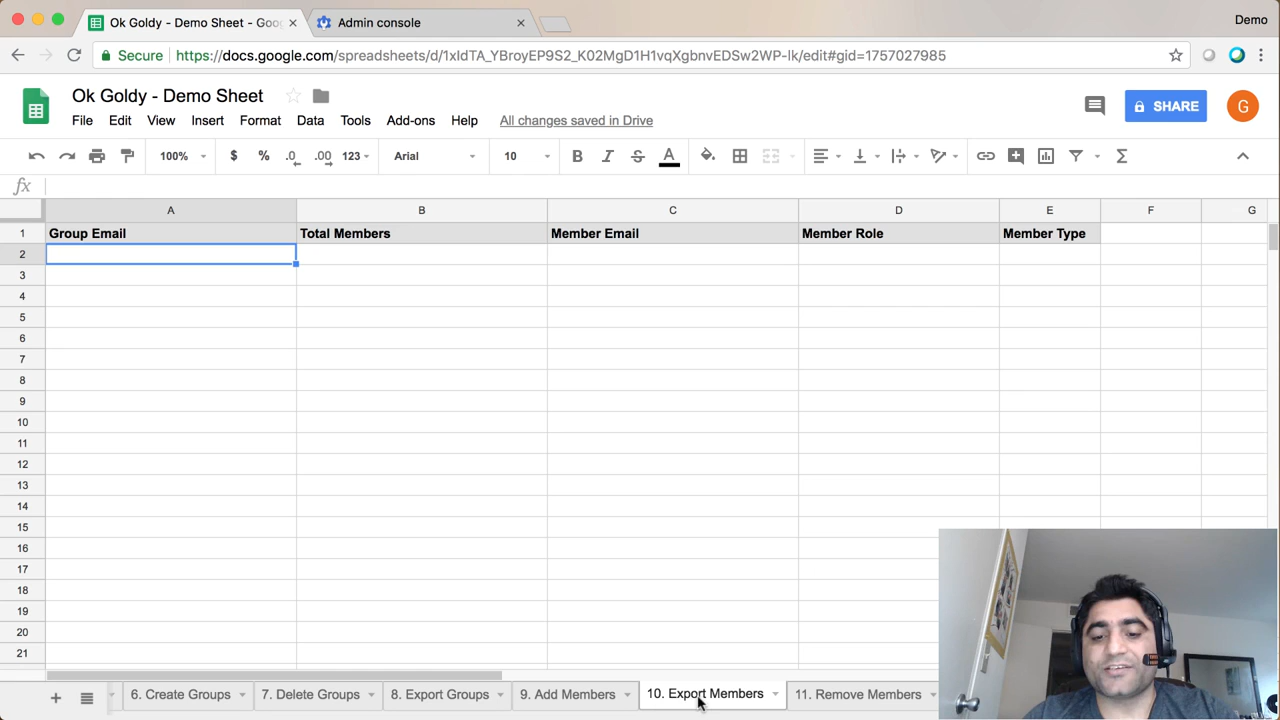 Ok Goldy - Demo Sheet - Goo
Admin console
Demo
Secure
https://docs.google.com/spreadsheets/d/1xIdTA_YBroyEP9S2_K02MgD1H1vqXgbnvEDSw2WP-lk/edit#gid=1757027985
Ok Goldy - Demo Sheet
SHARE
G
File Edit View Insert Format Data Tools Add-ons Help All changes saved in Drive
100% $ % .0 .00 123 Arial 10 B I S A Σ
fx
A B C D E F G
1 Group Email Total Members Member Email Member Role Member Type
2
3
4
5
6
7
8
9
10
11
12
13
14
15
16
17
18
19
20
21
6. Create Groups 7. Delete Groups 8. Export Groups 9. Add Members 10. Export Members 11. Remove Members